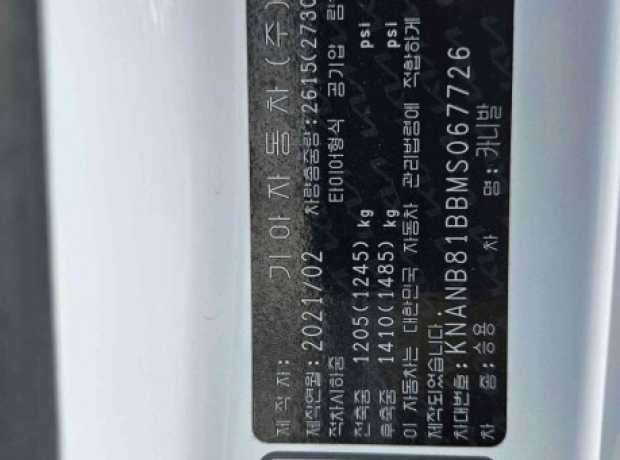 제 작 자: 기아자동차(주)
제작연월: 2021/02 차량총중량: 2615(2730
적차시하중 타이어형식 공기압 림
전축중 1205(1245) kg psi
후축중 1410(1485) kg psi
이 자동차는 대한민국 자동차 관리법령에 적합하게
제작되었습니다.
차대번호: KNANB81BBMS067726
차 종: 승용 차 명: 카니발